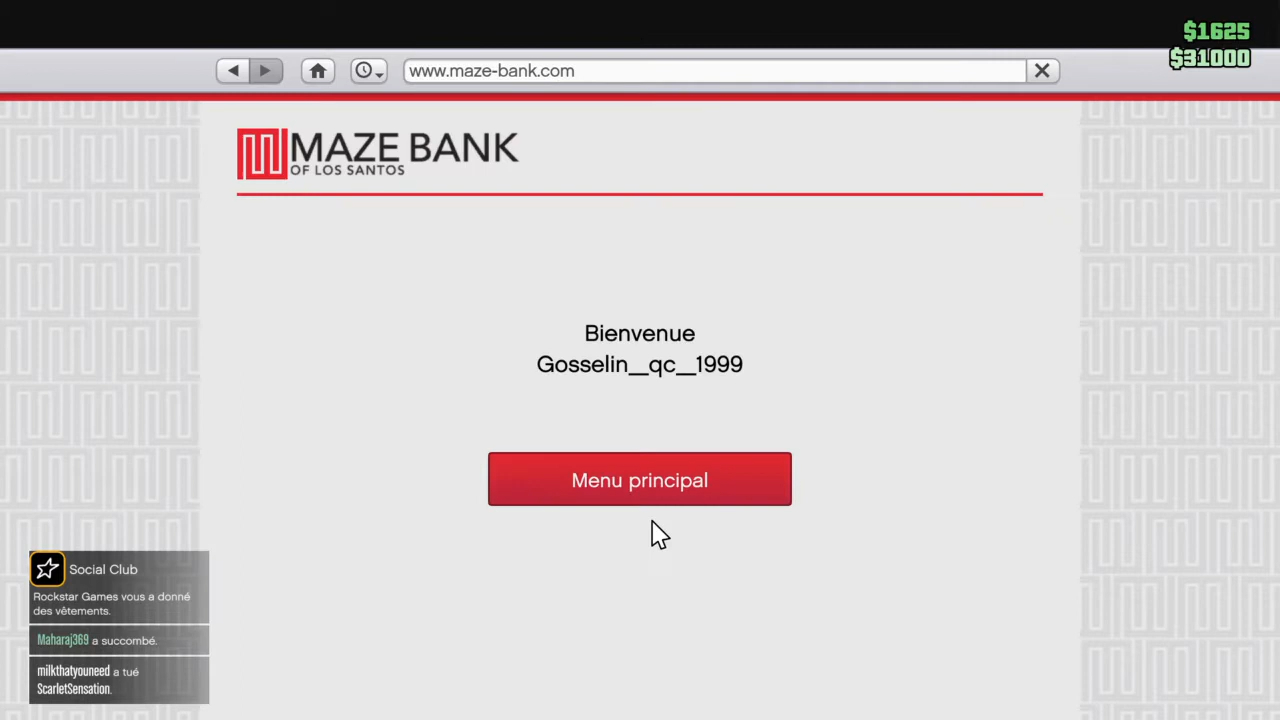 $1625
$31000
www.maze-bank.com
MAZE BANK
OF LOS SANTOS
Bienvenue
Gosselin__qc__1999
Menu principal
Social Club
Rockstar Games vous a donné
des vêtements.
Maharaj369 a succombé.
milkthatyouneed a tué
ScarletSensation.